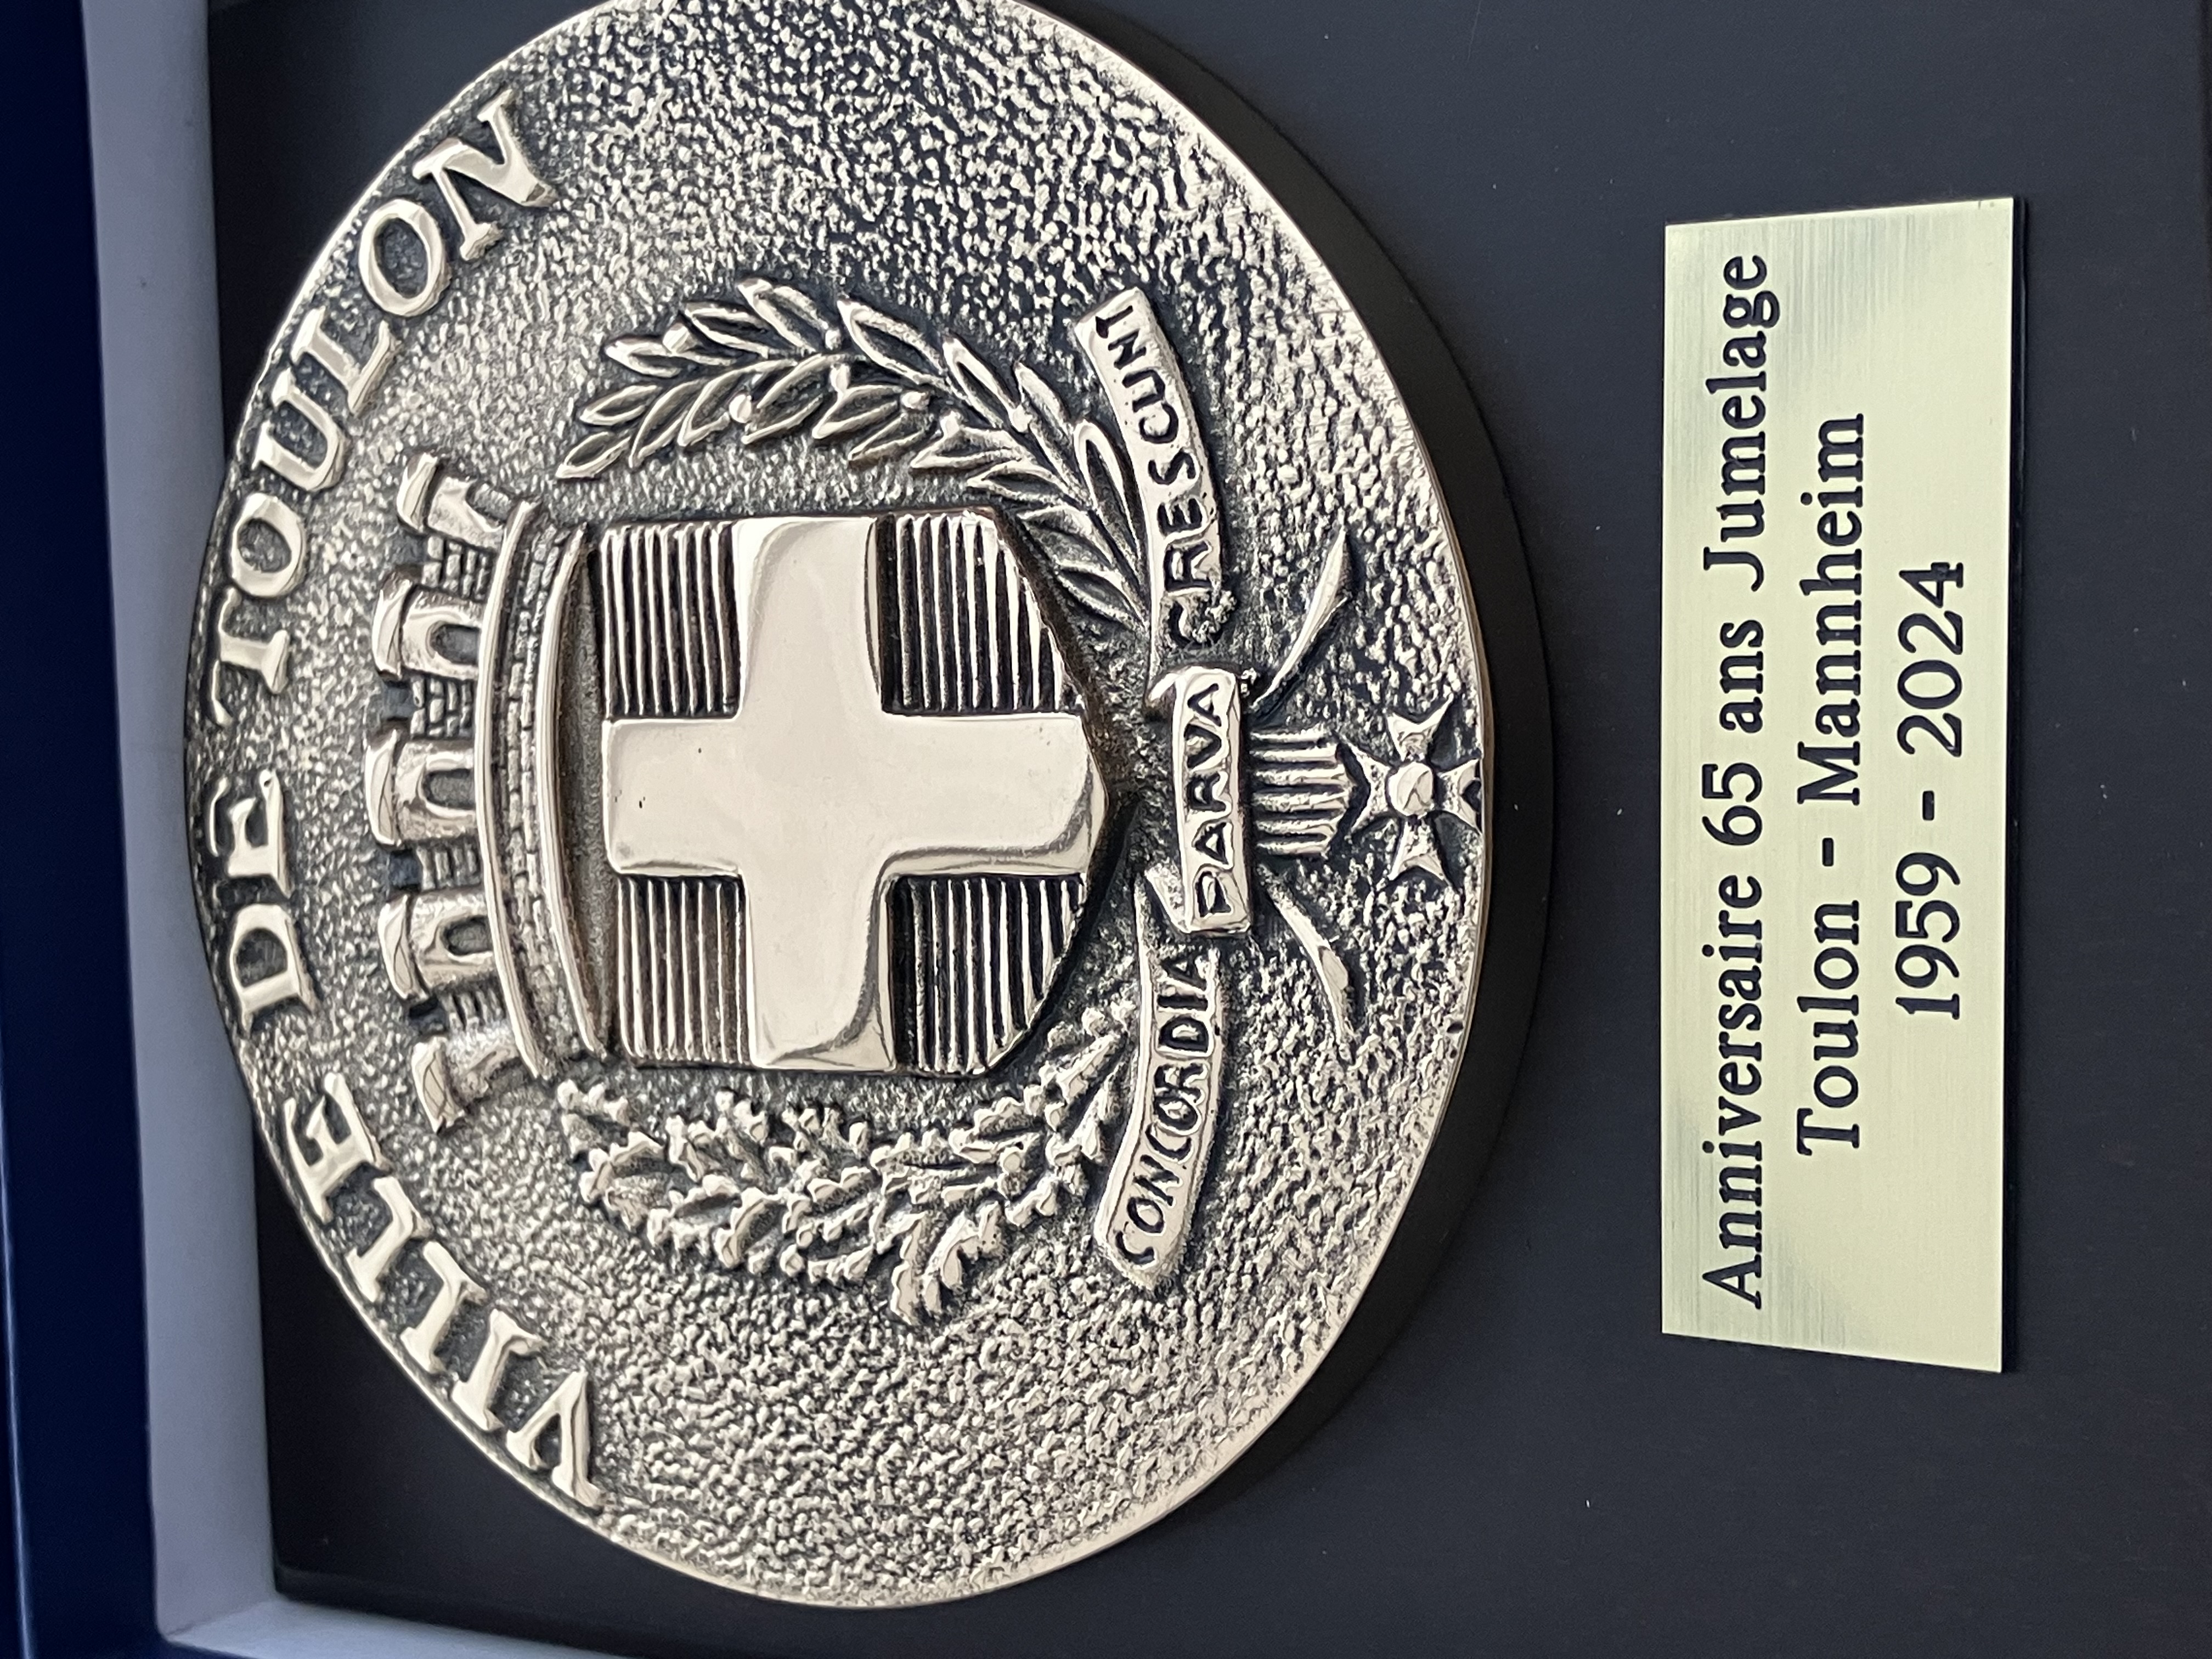 VILLE DE TOULON
CONCORDIA PARVA CRESCUNT
Anniversaire 65 ans Jumelage
Toulon - Mannheim
1959 - 2024